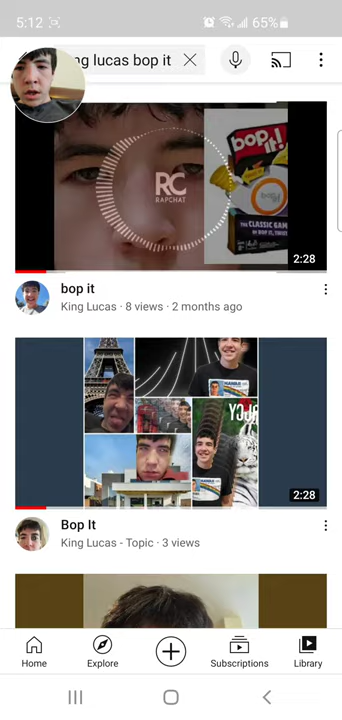 5:12
65%
ng lucas bop it
RC
RAPCHAT
bop
it!
THE CLASSIC GAM
2:28
bop it
King Lucas · 8 views · 2 months ago
2:28
Bop It
King Lucas - Topic · 3 views
Home
Explore
Subscriptions
Library